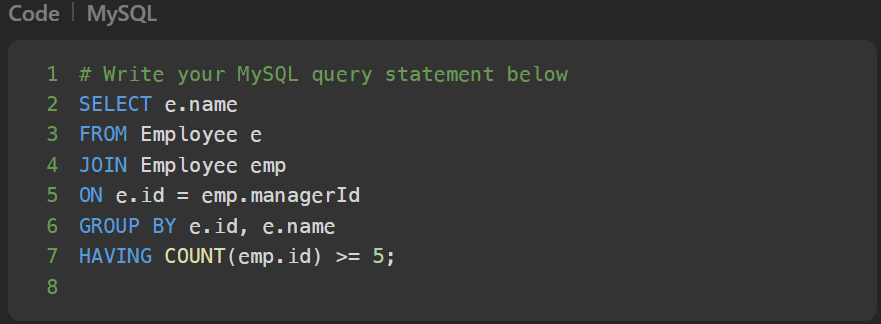 Code | MySQL
1 # Write your MySQL query statement below
2 SELECT e.name
3 FROM Employee e
4 JOIN Employee emp
5 ON e.id = emp.managerId
6 GROUP BY e.id, e.name
7 HAVING COUNT(emp.id) >= 5;
8